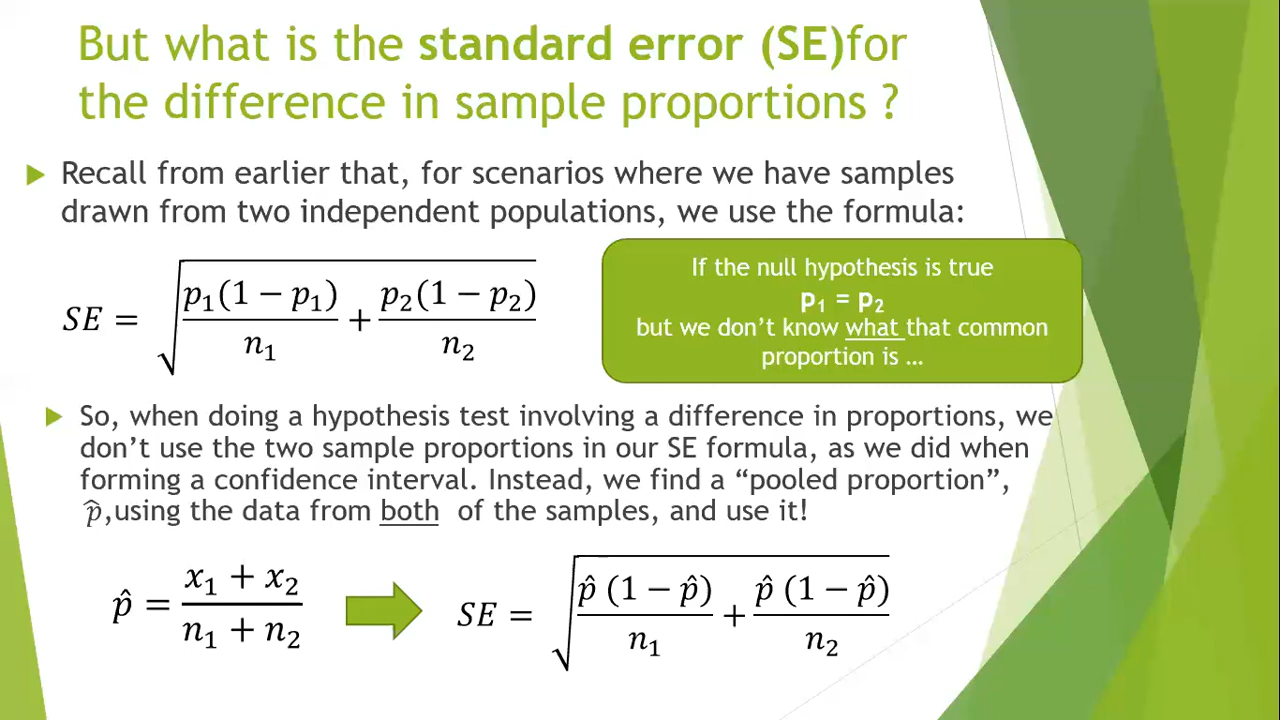 But what is the standard error (SE)for
the difference in sample proportions ?
Recall from earlier that, for scenarios where we have samples
drawn from two independent populations, we use the formula:
SE = √(p₁(1 − p₁)/n₁ + p₂(1 − p₂)/n₂)
If the null hypothesis is true
p₁ = p₂
but we don't know what that common
proportion is …
So, when doing a hypothesis test involving a difference in proportions, we
don't use the two sample proportions in our SE formula, as we did when
forming a confidence interval. Instead, we find a “pooled proportion”,
p̂,using the data from both of the samples, and use it!
p̂ = (x₁ + x₂)/(n₁ + n₂)
SE = √(p̂ (1 − p̂)/n₁ + p̂ (1 − p̂)/n₂)